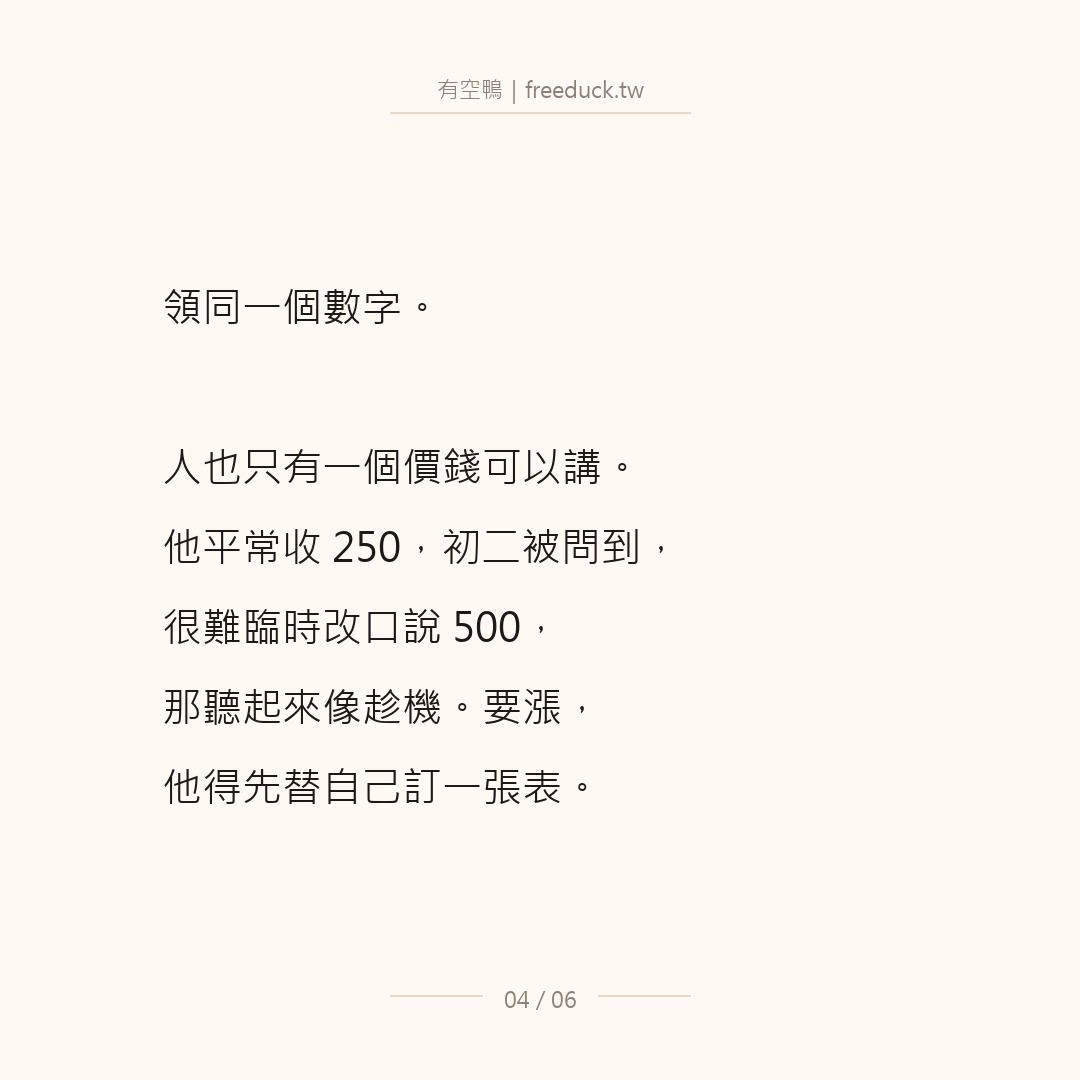 有空鴨 | freeduck.tw
領同一個數字。
人也只有一個價錢可以講。
他平常收 250，初二被問到，
很難臨時改口說 500，
那聽起來像趁機。要漲，
他得先替自己訂一張表。
04 / 06